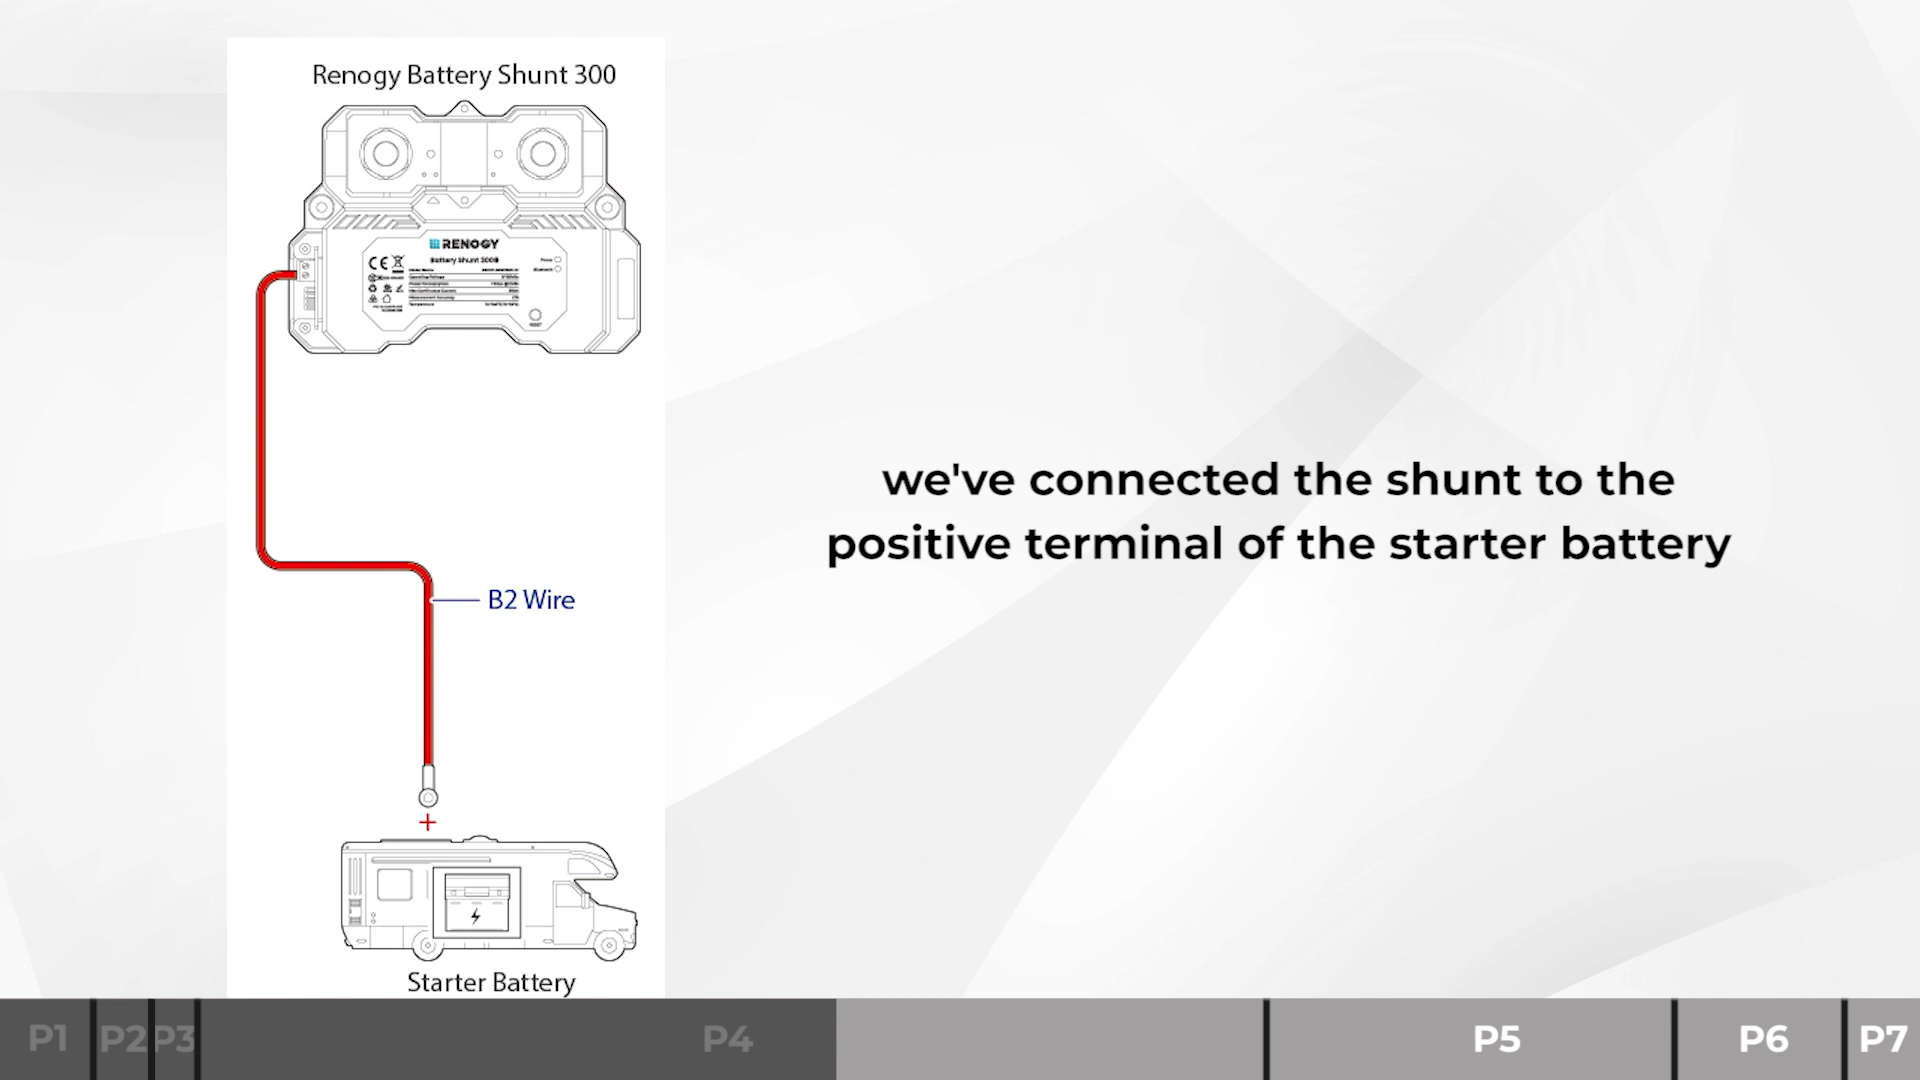 Renogy Battery Shunt 300
RENOGY
Battery Shunt 300
RESET
we've connected the shunt to the
positive terminal of the starter battery
B2 Wire
+
Starter Battery
P1 P2 P3 P4 P5 P6 P7